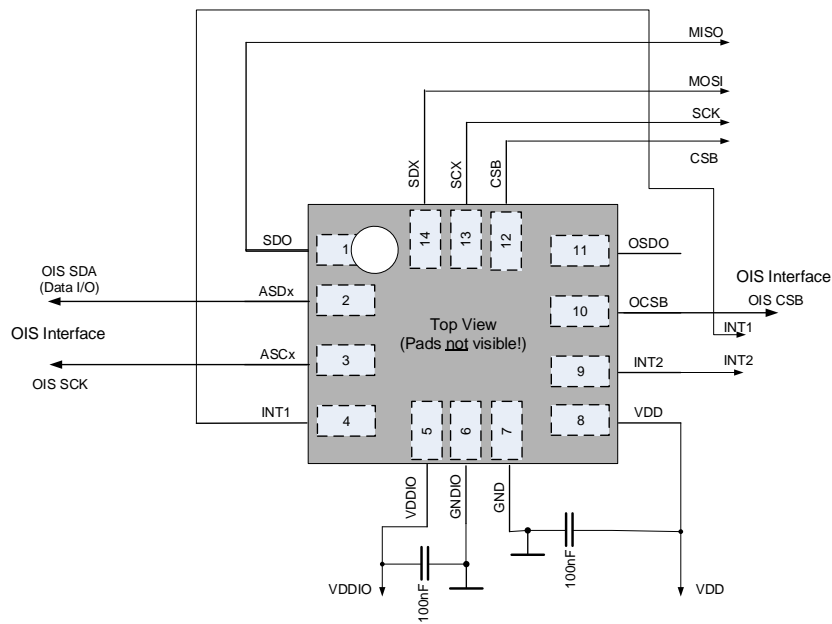 MISO
MOSI
SCK
CSB
SDX
SCX
CSB
14
13
12
SDO
1
11
OSDO
OIS SDA
(Data I/O)
ASDx
2
10
OCSB
OIS Interface
OIS CSB
Top View
(Pads not visible!)
INT1
OIS Interface
ASCx
3
9
INT2
INT2
OIS SCK
INT1
4
5
6
7
8
VDD
VDDIO
GNDIO
GND
100nF
100nF
VDDIO
VDD